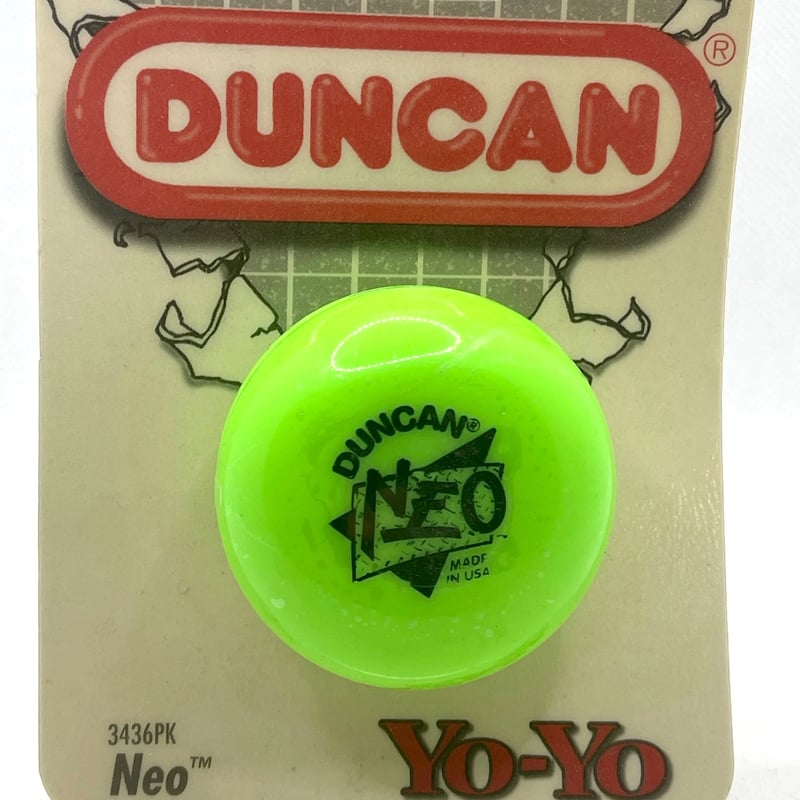 DUNCAN®
DUNCAN®
NEO
MADE
IN USA
3436PK
Neo™
Yo-Yo